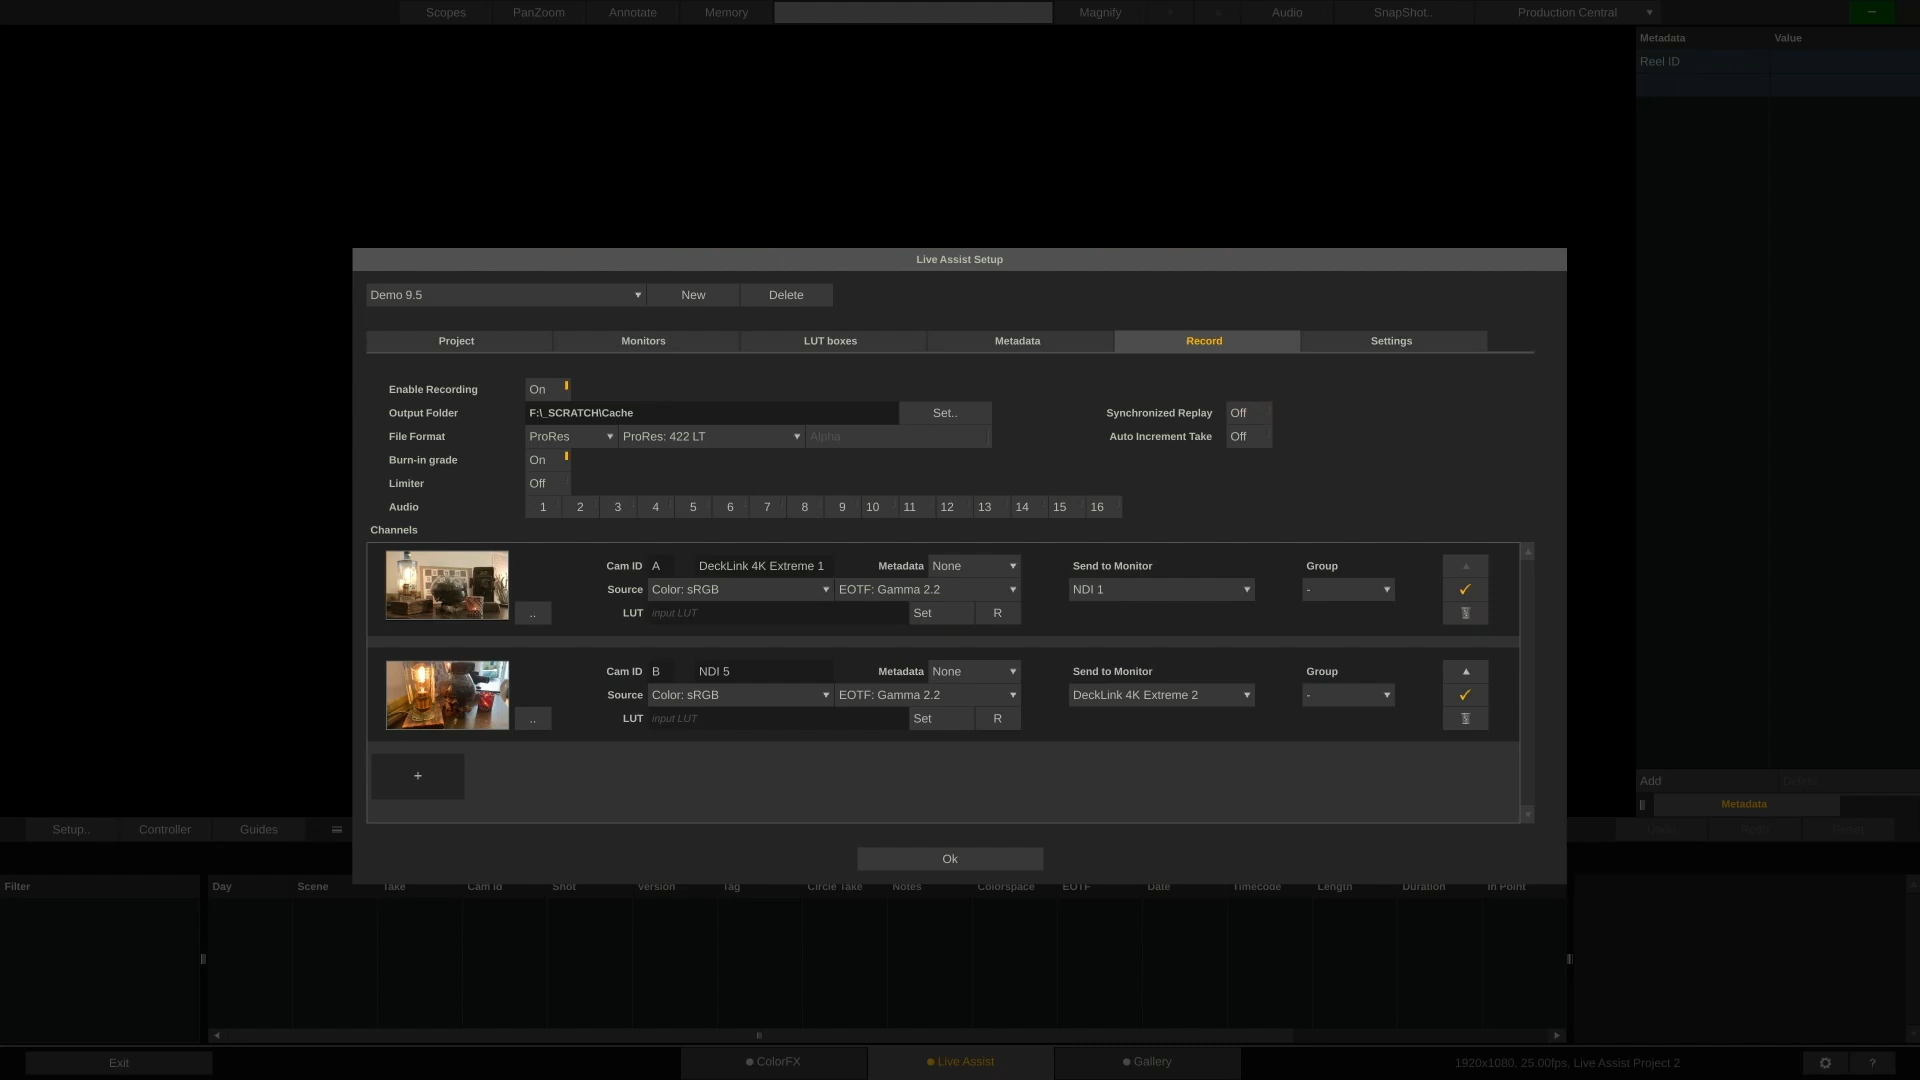 Scopes PanZoom Annotate Memory Magnify Audio SnapShot.. Production Central
Metadata Value
Reel ID
Live Assist Setup
Demo 9.5 New Delete
Project Monitors LUT boxes Metadata Record Settings
Enable Recording On
Output Folder F:\_SCRATCH\Cache Set.. Synchronized Replay Off
File Format ProRes ProRes: 422 LT Alpha Auto Increment Take Off
Burn-in grade On
Limiter Off
Audio 1 2 3 4 5 6 7 8 9 10 11 12 13 14 15 16
Channels
Cam ID A DeckLink 4K Extreme 1 Metadata None Send to Monitor Group
Source Color: sRGB EOTF: Gamma 2.2 NDI 1 -
.. LUT input LUT Set R
Cam ID B NDI 5 Metadata None Send to Monitor Group
Source Color: sRGB EOTF: Gamma 2.2 DeckLink 4K Extreme 2 -
.. LUT input LUT Set R
+
Add Delete
Metadata
Setup.. Controller Guides Undo Redo Reset
Ok
Filter Day Scene Take Cam Id Shot Version Tag Circle Take Notes Colorspace EOTF Date Timecode Length Duration In Point
Exit ColorFX Live Assist Gallery 1920x1080, 25.00fps, Live Assist Project 2 ?